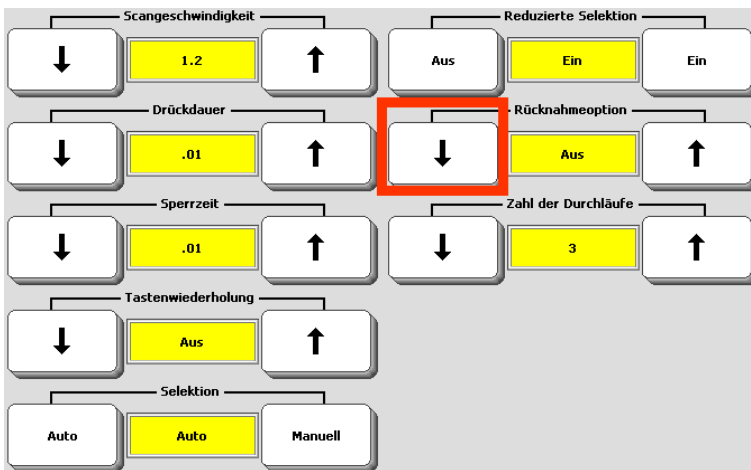 Scangeschwindigkeit
1.2
Drückdauer
.01
Sperrzeit
.01
Tastenwiederholung
Aus
Selektion
Auto
Auto
Manuell
Reduzierte Selektion
Aus
Ein
Ein
Rücknahmeoption
Aus
Zahl der Durchläufe
3